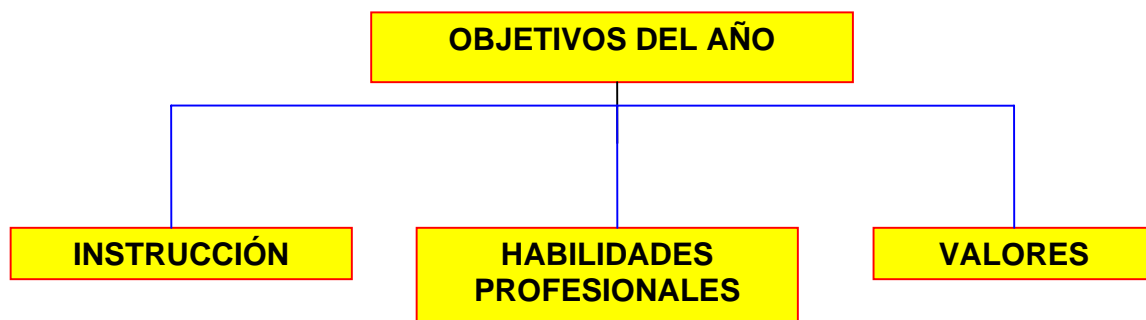 OBJETIVOS DEL AÑO
INSTRUCCIÓN
HABILIDADES
PROFESIONALES
VALORES